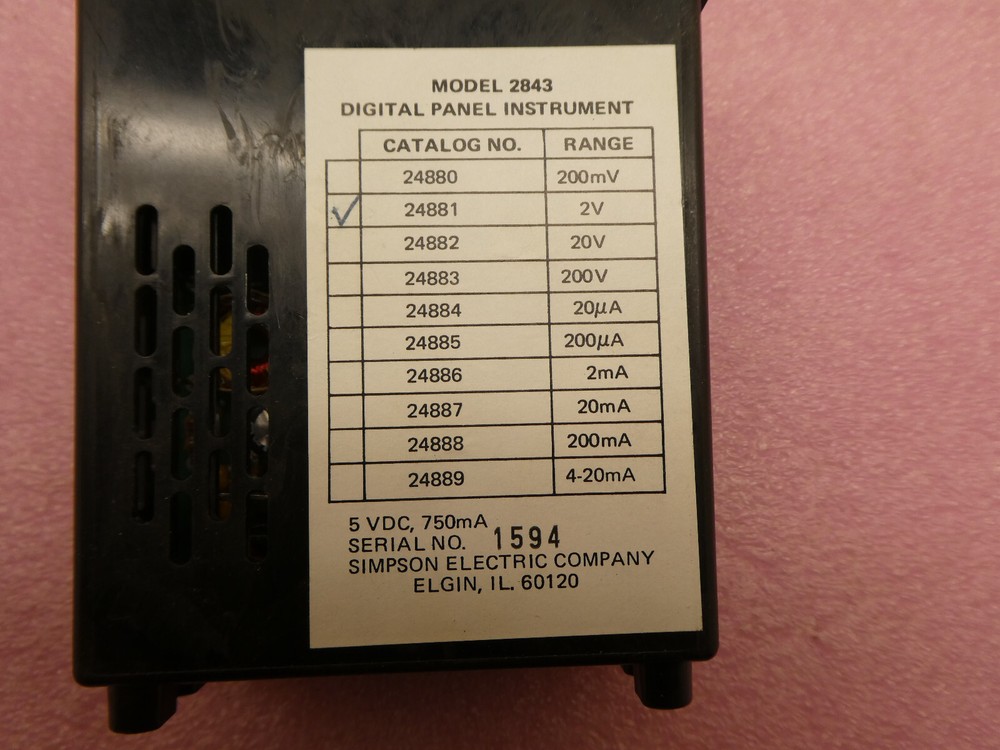 MODEL 2843
DIGITAL PANEL INSTRUMENT
CATALOG NO. RANGE
24880 200mV
✓ 24881 2V
24882 20V
24883 200V
24884 20μA
24885 200μA
24886 2mA
24887 20mA
24888 200mA
24889 4-20mA
5 VDC, 750mA
SERIAL NO. 1594
SIMPSON ELECTRIC COMPANY
ELGIN, IL. 60120